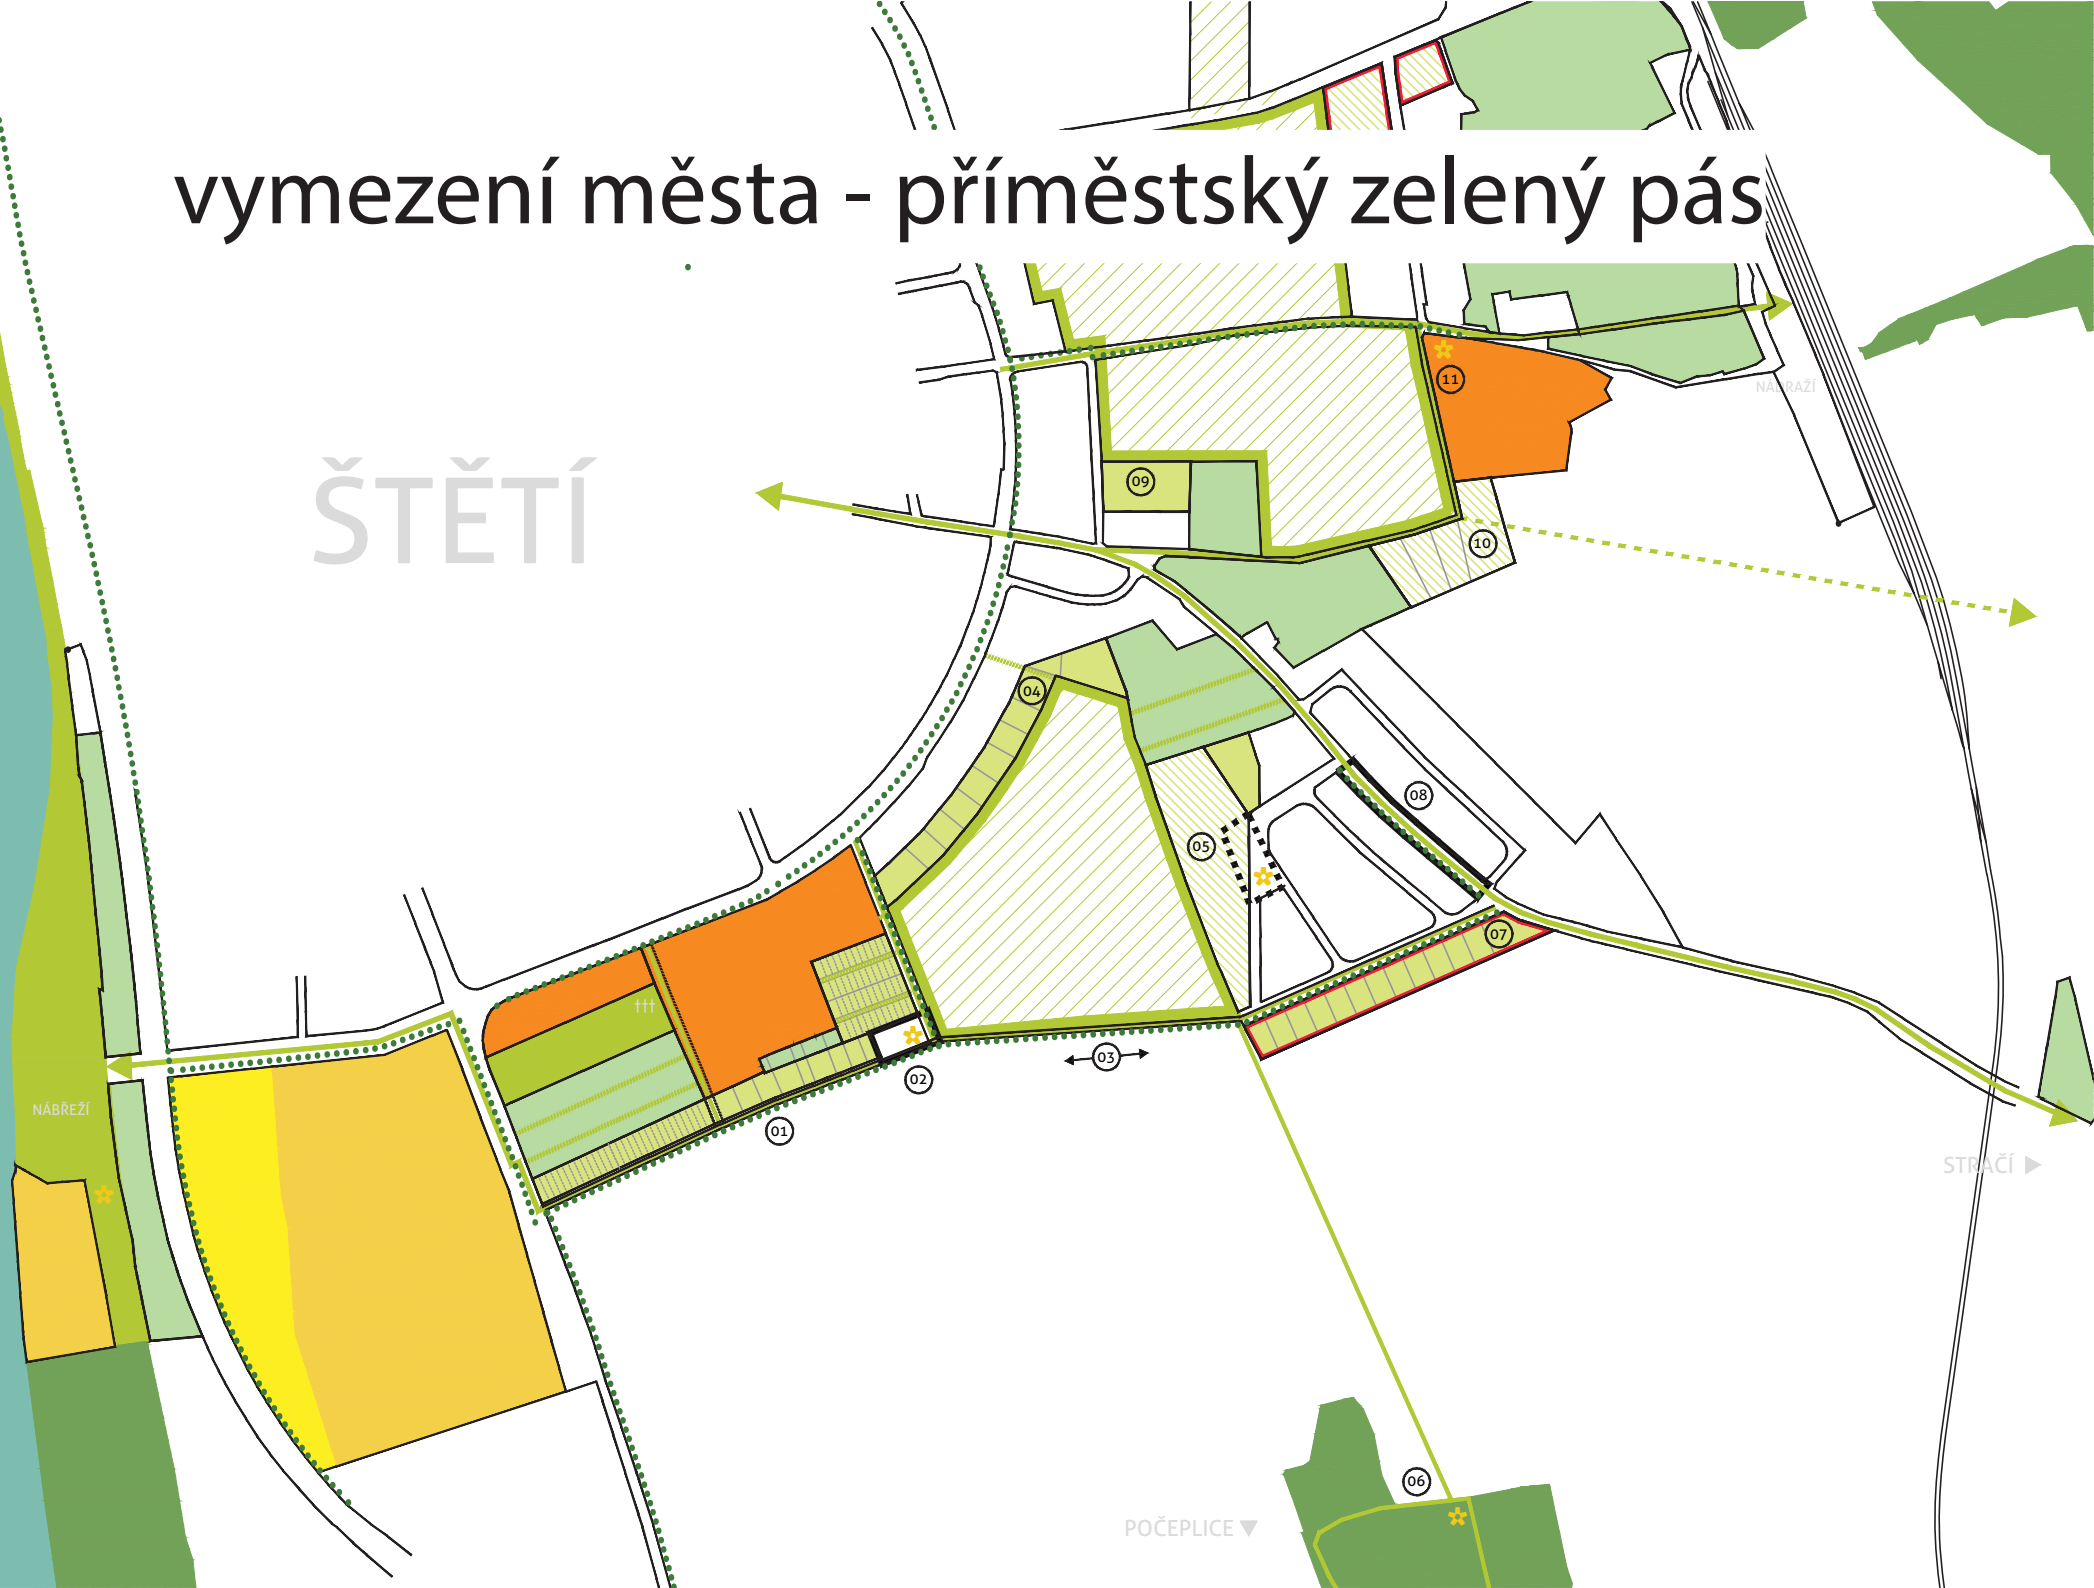 vymezení města - příměstský zelený pás
11
NÁDRAŽÍ
ŠTĚTÍ
09
10
04
08
05
07
†††
03
02
NÁBŘEŽÍ
01
STRAČÍ ▶
06
POČEPLICE ▼